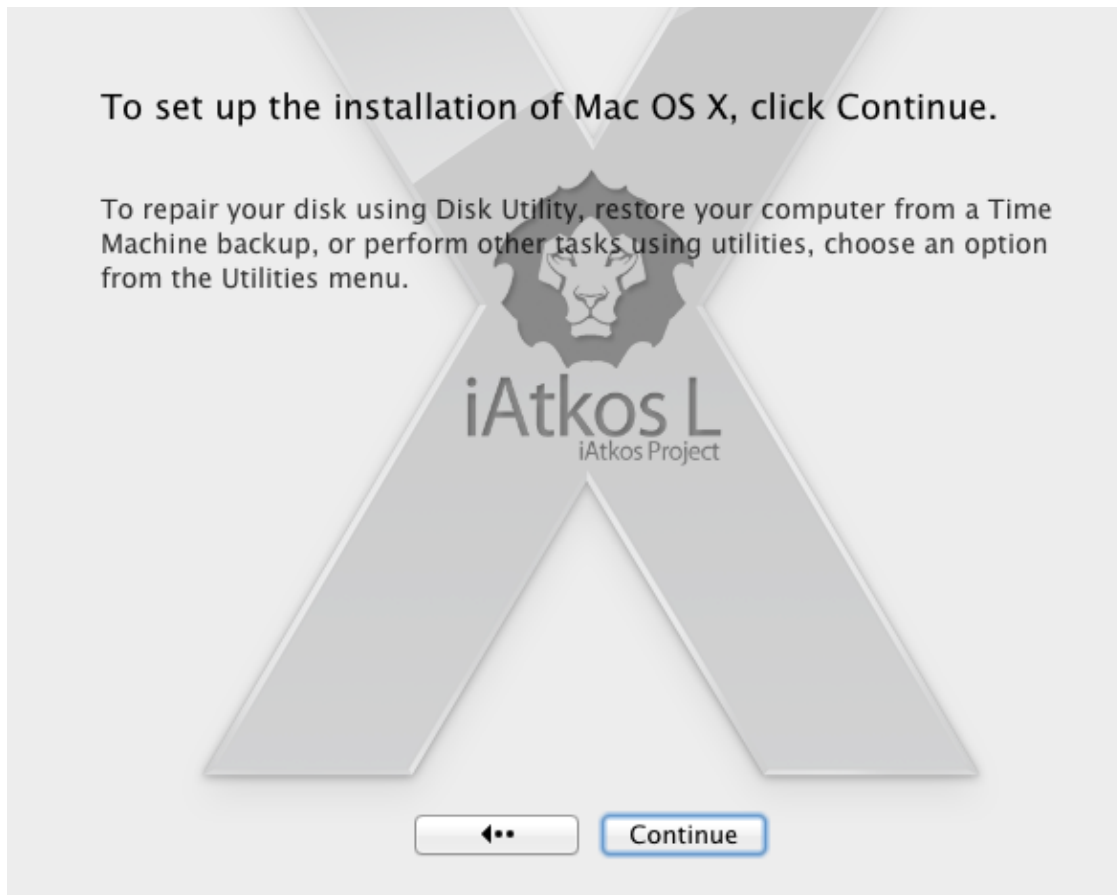 To set up the installation of Mac OS X, click Continue.
To repair your disk using Disk Utility, restore your computer from a Time
Machine backup, or perform other tasks using utilities, choose an option
from the Utilities menu.
iAtkos L
iAtkos Project
Continue